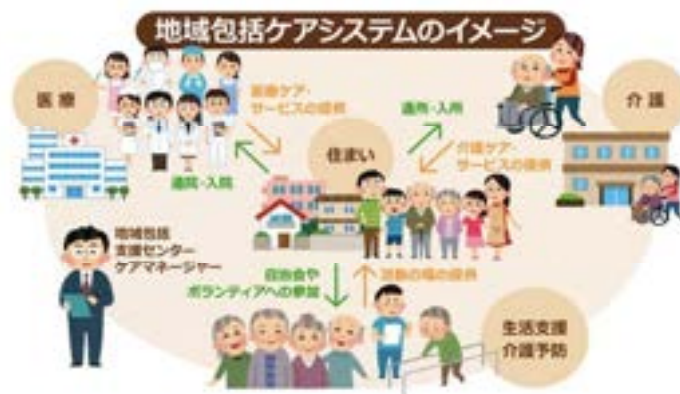 地域包括ケアシステムのイメージ
医療
医療ケア・
サービスの提供
通所・入所
介護
住まい
介護ケア、
サービスの提供
通院・入院
地域包括
支援センター
ケアマネージャー
自治会や
ボランティアへの参加
活動の場の提供
生活支援
介護予防